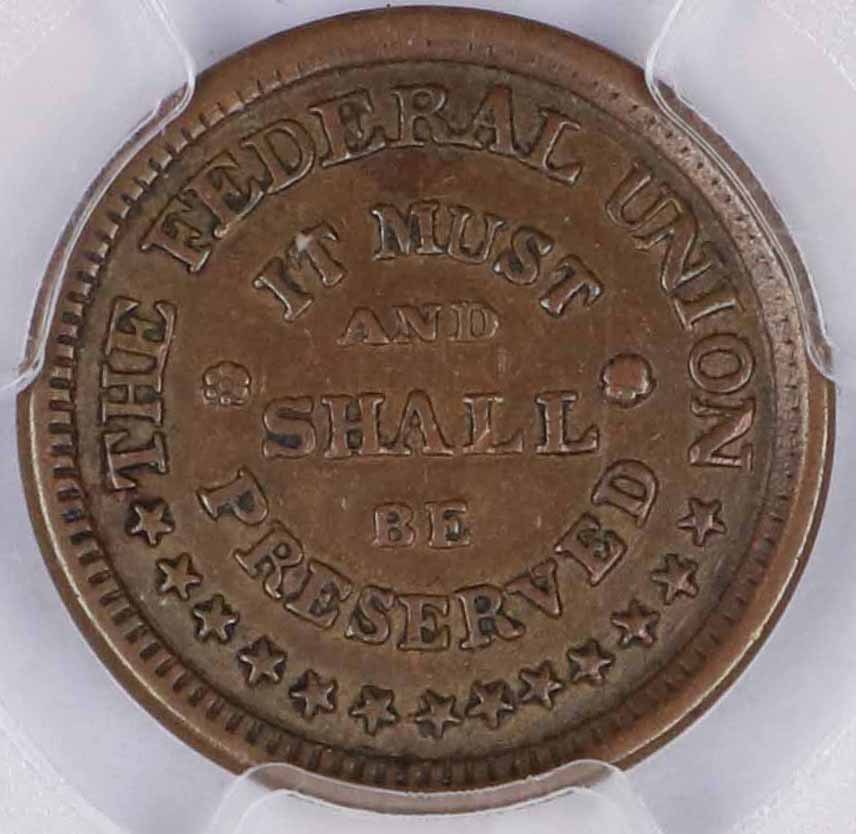 THE FEDERAL UNION
IT MUST
AND
SHALL
BE
PRESERVED